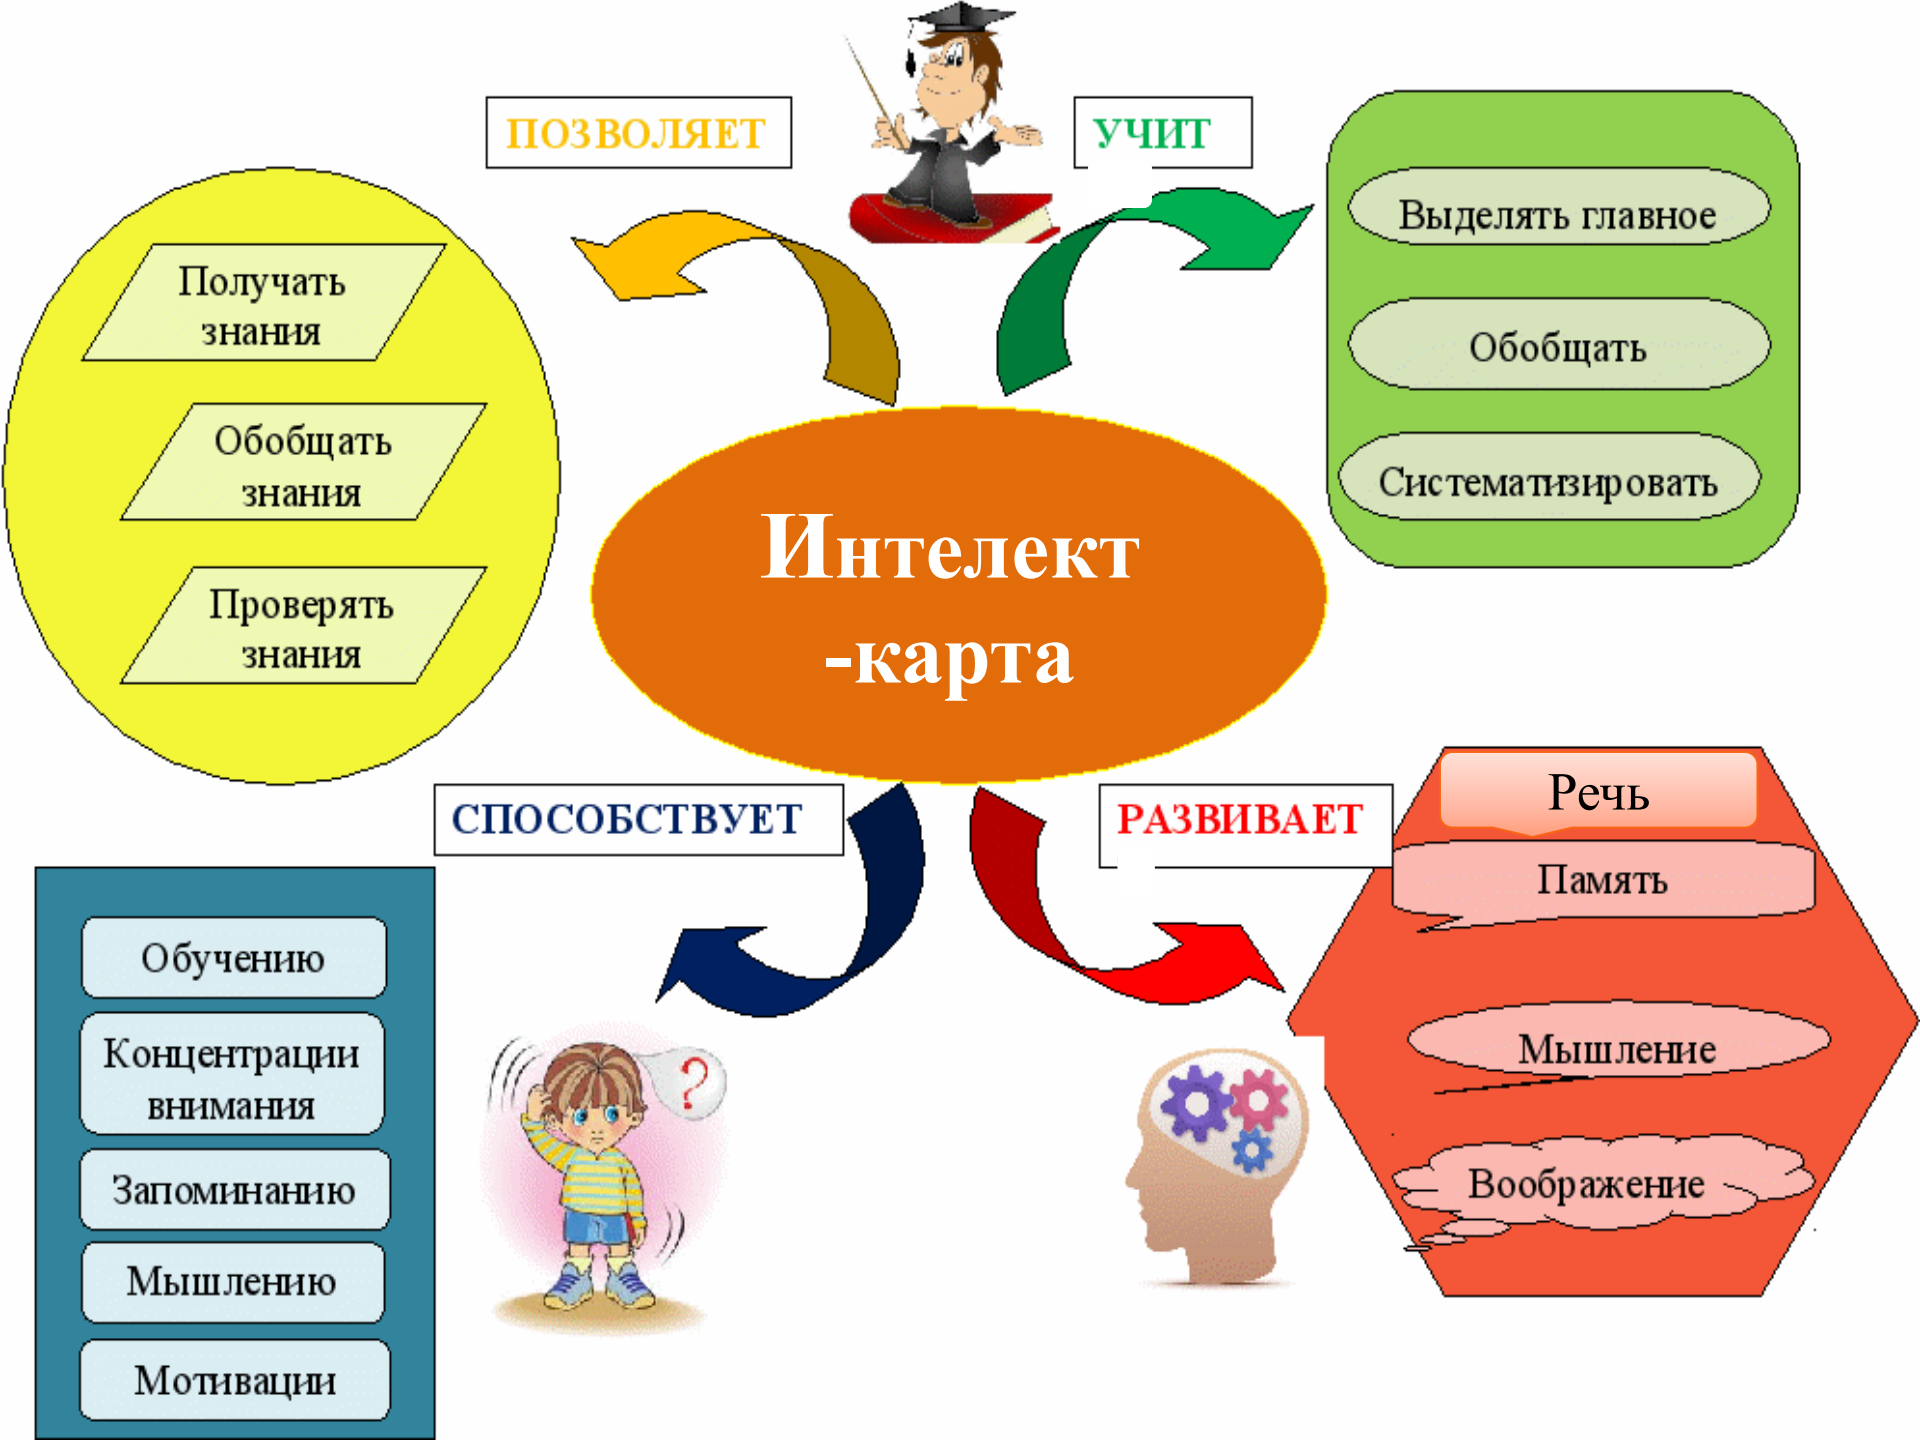 ПОЗВОЛЯЕТ
УЧИТ
Получать
знания
Обобщать
знания
Проверять
знания
Выделять главное
Обобщать
Систематизировать
Интелект
-карта
СПОСОБСТВУЕТ
РАЗВИВАЕТ
Обучению
Концентрации
внимания
Запоминанию
Мышлению
Мотивации
?
Речь
Память
Мышление
Воображение